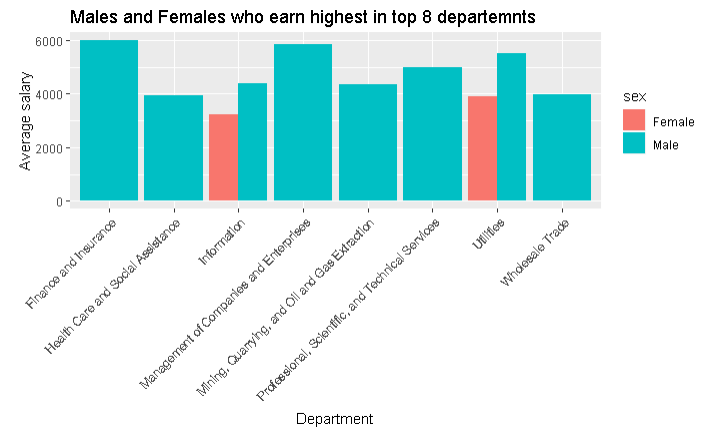 Males and Females who earn highest in top 8 departemnts
Average salary
6000
4000
2000
0
sex
Female
Male
Finance and Insurance
Health Care and Social Assistance
Information
Management of Companies and Enterprises
Mining, Quarrying, and Oil and Gas Extraction
Professional, Scientific, and Technical Services
Utilities
Wholesale Trade
Department